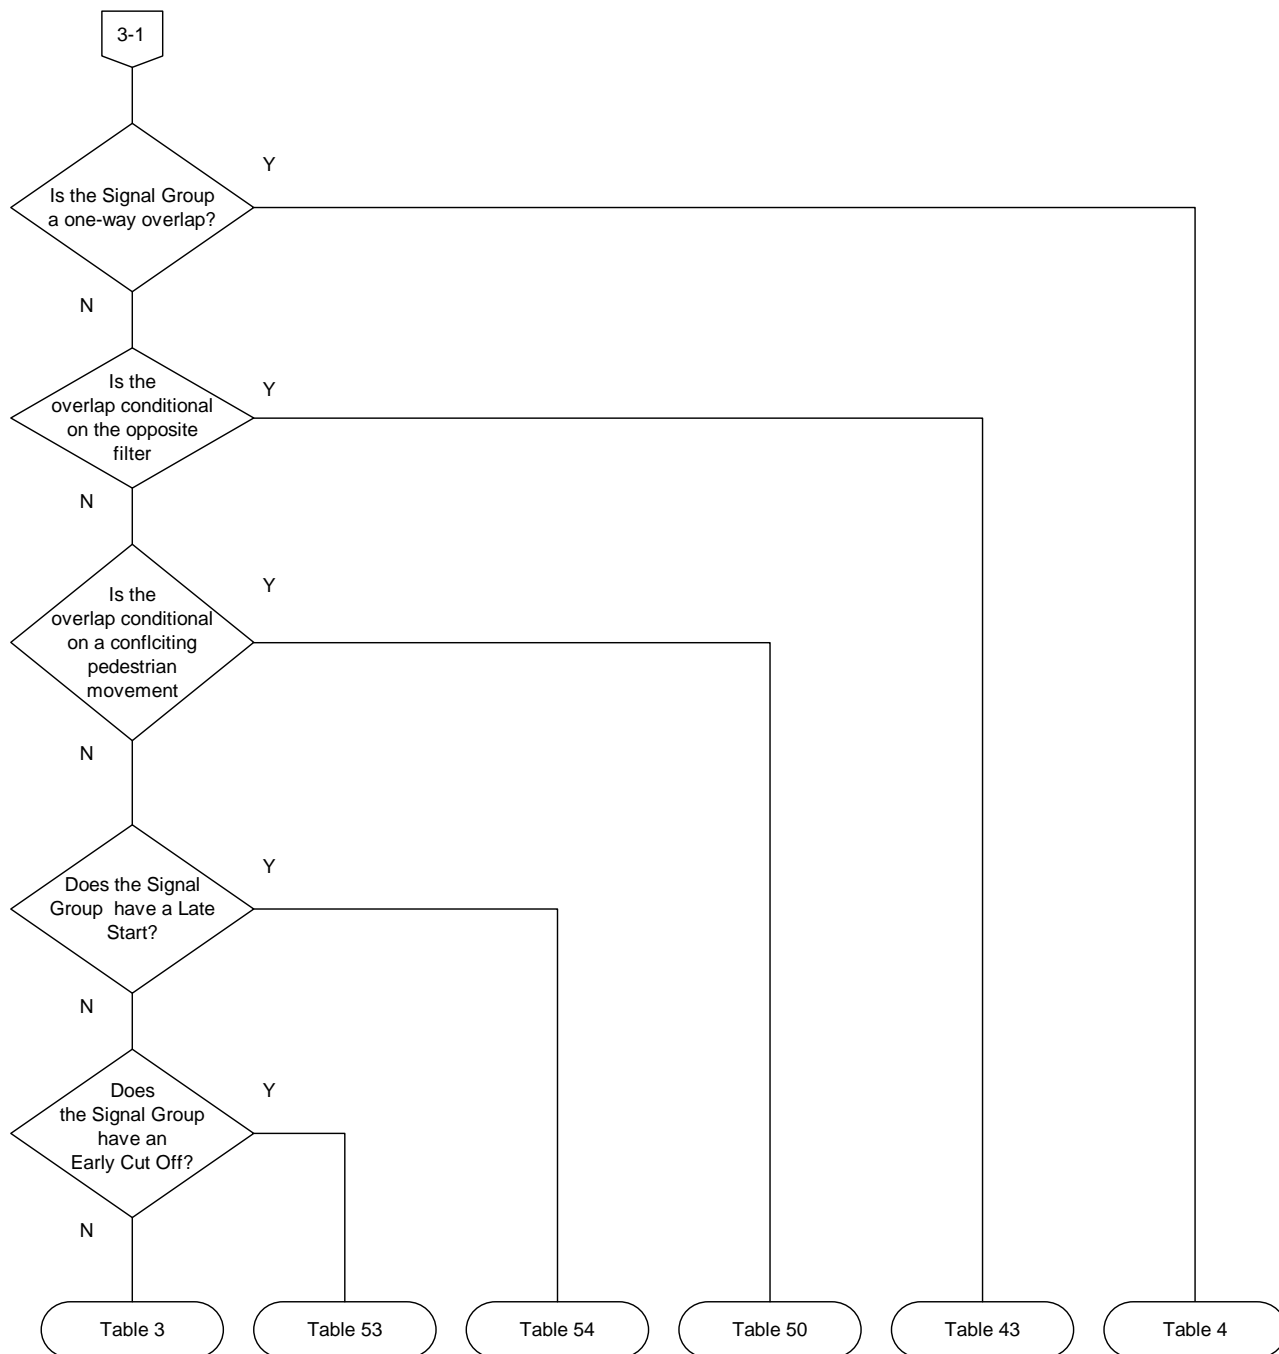 3-1
Y
Is the Signal Group
a one-way overlap?
N
Y
Is the
overlap conditional
on the opposite
filter
N
Y
Is the
overlap conditional
on a conflciting
pedestrian
movement
N
Y
Does the Signal
Group  have a Late
Start?
N
Y
Does
the Signal Group
have an
Early Cut Off?
N
Table 3
Table 53
Table 54
Table 50
Table 43
Table 4